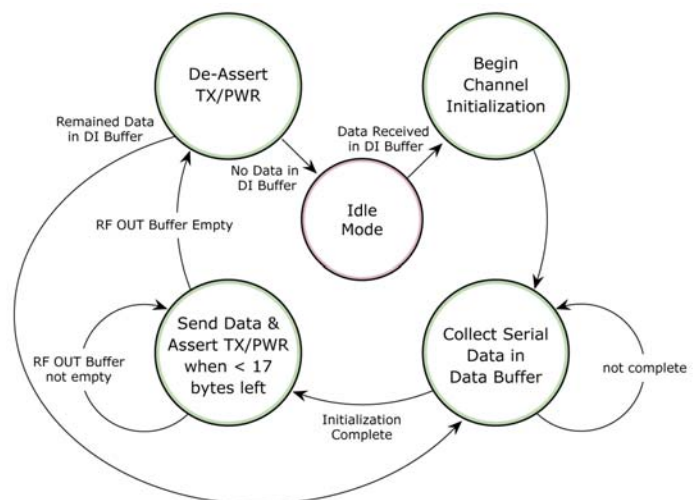 De-Assert
TX/PWR
Begin
Channel
Initialization
Remained Data
in DI Buffer
Data Received
in DI Buffer
No Data in
DI Buffer
Idle
Mode
RF OUT Buffer Empty
Send Data &
Assert TX/PWR
when < 17
bytes left
Collect Serial
Data in
Data Buffer
RF OUT Buffer
not empty
not complete
Initialization
Complete